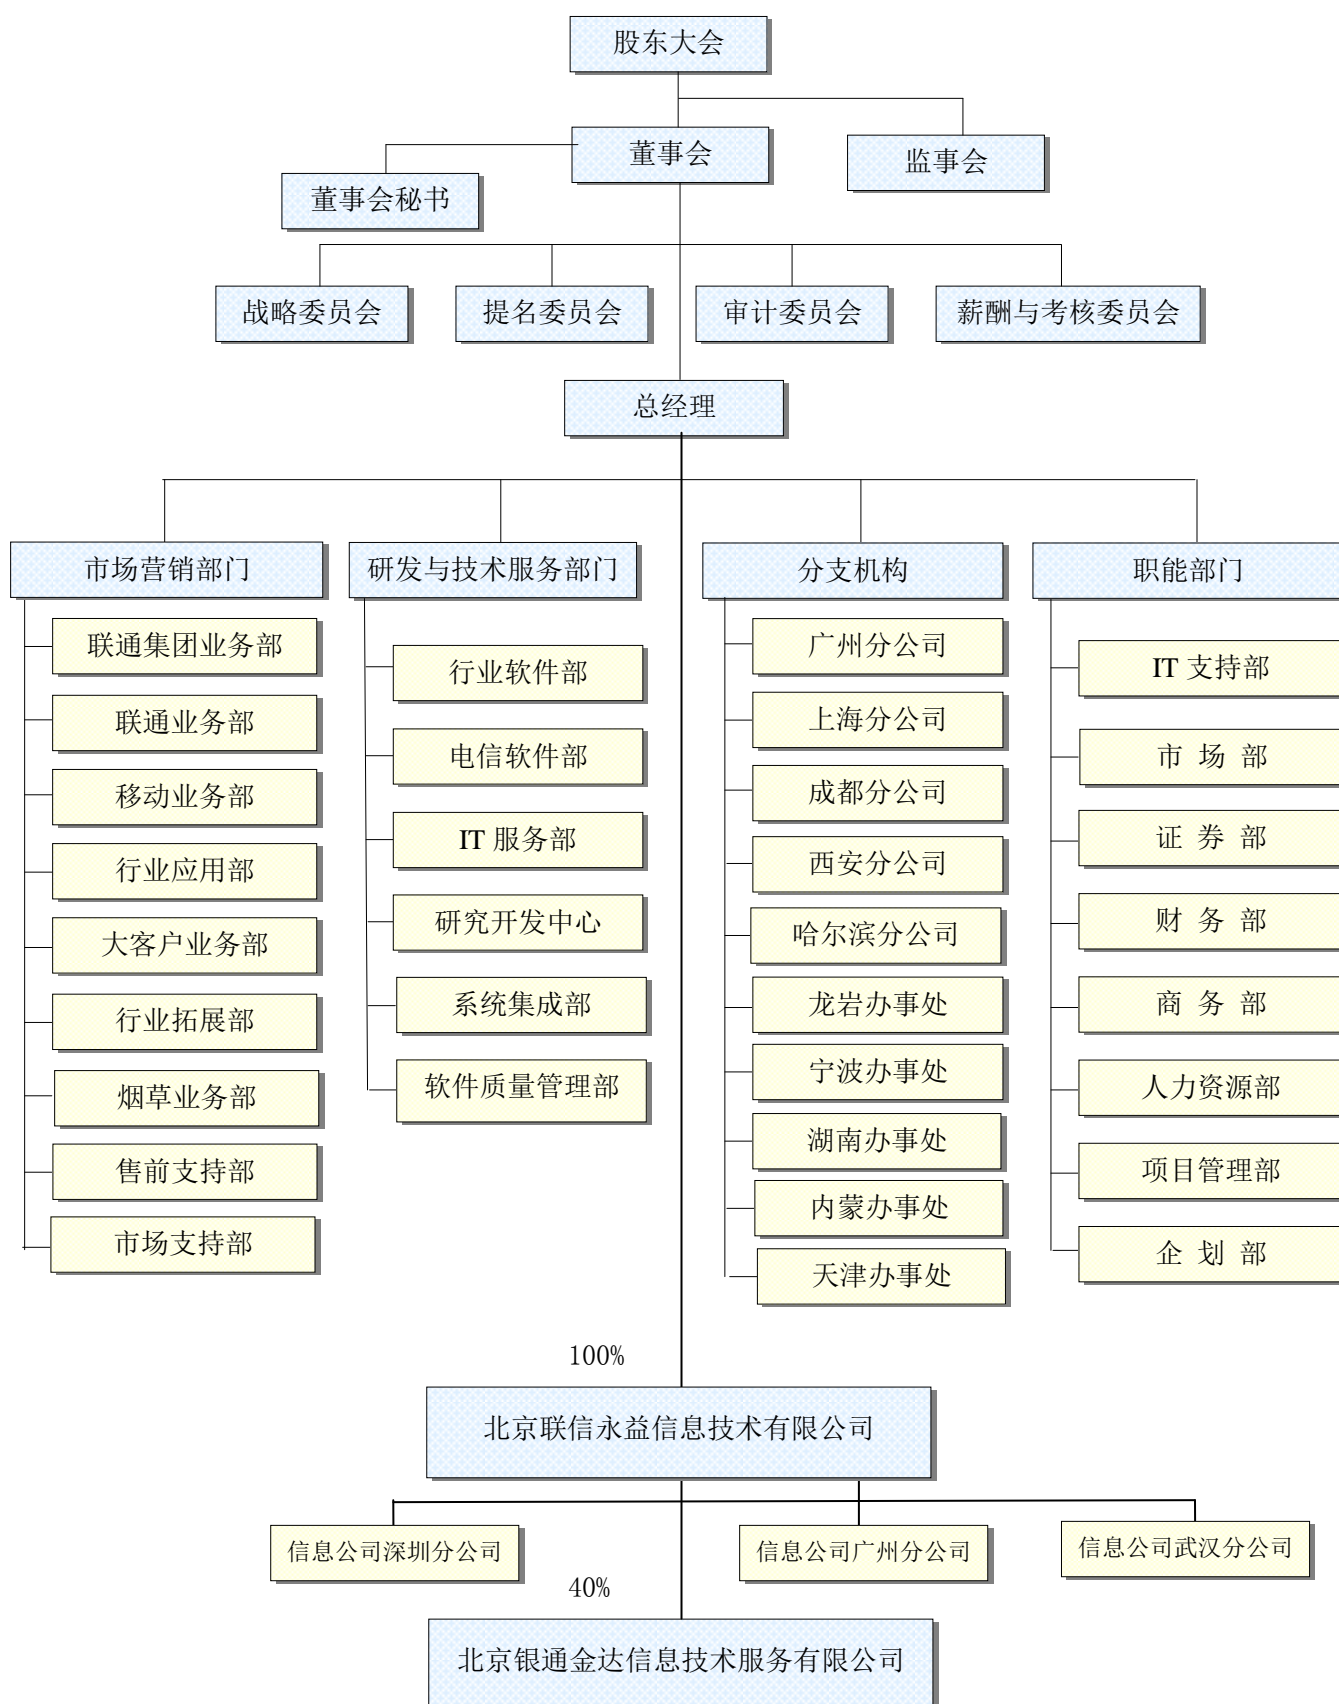 股东大会
董事会
监事会
董事会秘书
战略委员会
提名委员会
审计委员会
薪酬与考核委员会
总经理
市场营销部门
研发与技术服务部门
分支机构
职能部门
联通集团业务部
联通业务部
移动业务部
行业应用部
大客户业务部
行业拓展部
烟草业务部
售前支持部
市场支持部
行业软件部
电信软件部
IT 服务部
研究开发中心
系统集成部
软件质量管理部
广州分公司
上海分公司
成都分公司
西安分公司
哈尔滨分公司
龙岩办事处
宁波办事处
湖南办事处
内蒙办事处
天津办事处
IT 支持部
市 场 部
证 券 部
财 务 部
商 务 部
人力资源部
项目管理部
企 划 部
100%
北京联信永益信息技术有限公司
信息公司深圳分公司
信息公司广州分公司
信息公司武汉分公司
40%
北京银通金达信息技术服务有限公司